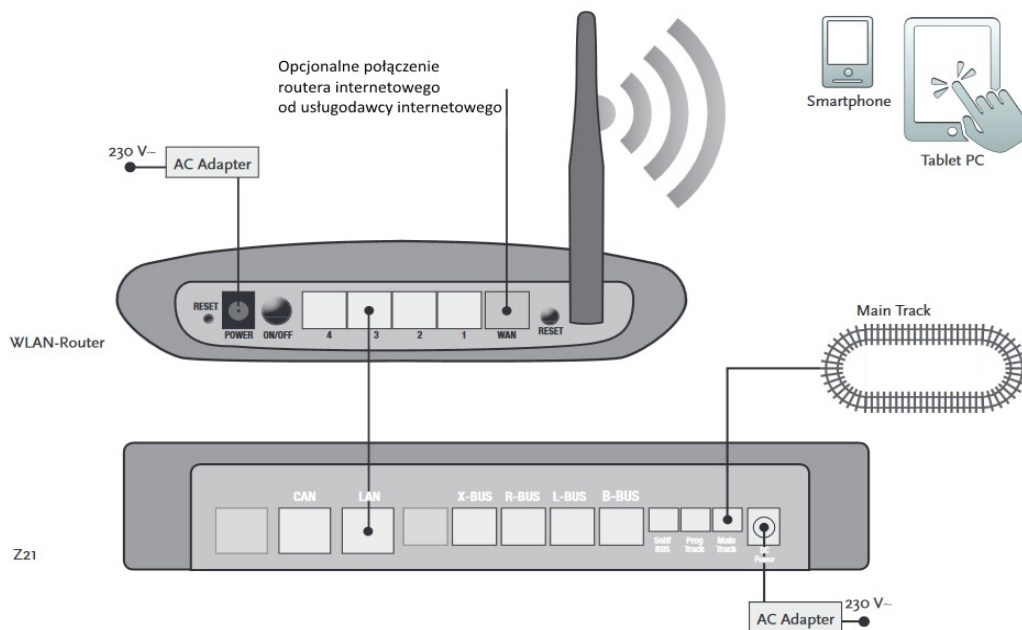 Opcjonalne połączenie
routera internetowego
od usługodawcy internetowego
Smartphone
Tablet PC
230 V~
AC Adapter
RESET
POWER
ON/OFF
4
3
2
1
WAN
RESET
WLAN-Router
Main Track
CAN
LAN
X-BUS
R-BUS
L-BUS
B-BUS
Sniff
BUS
Prog
Track
Main
Track
DC
Power
Z21
AC Adapter
230 V~